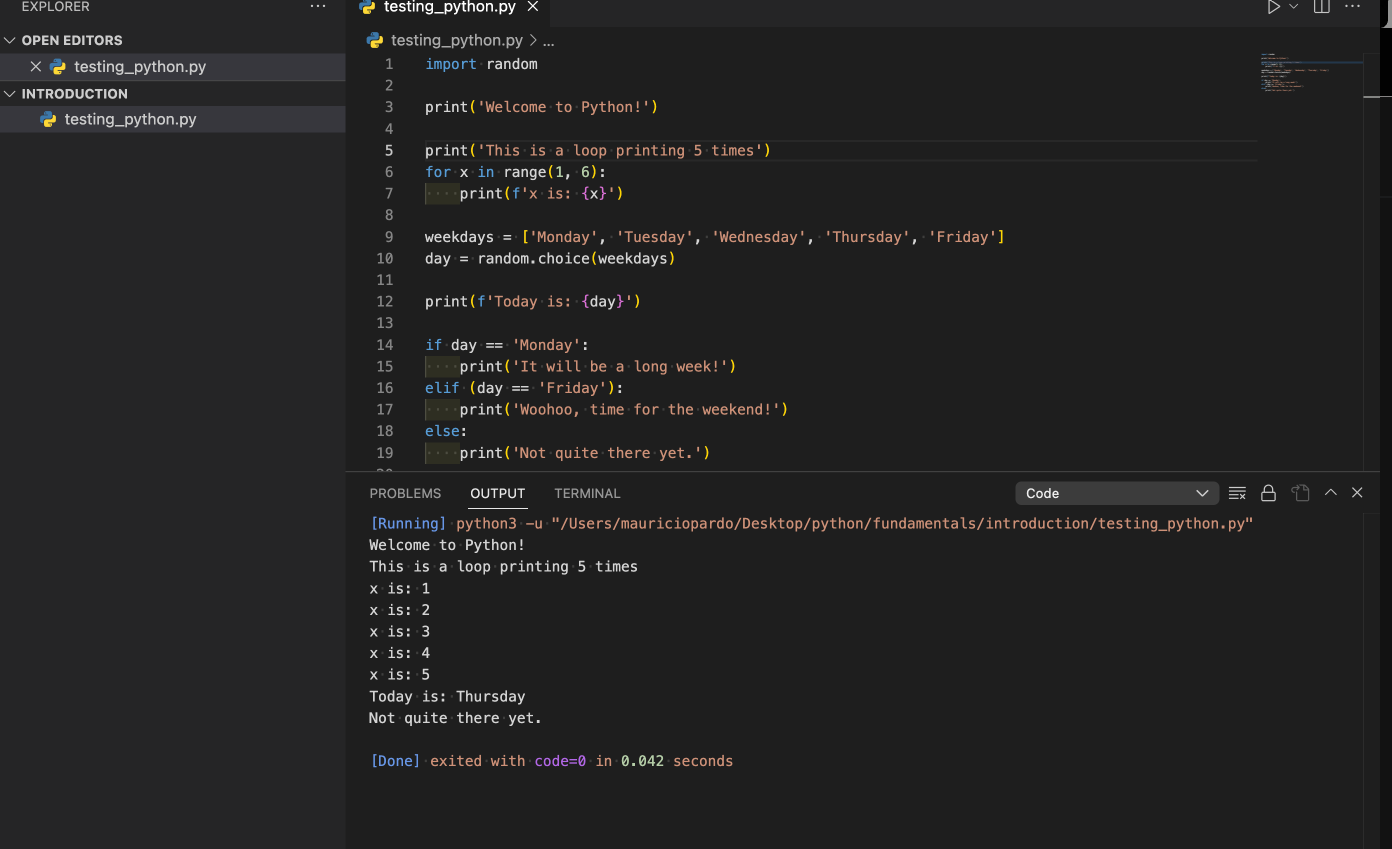 EXPLORER
OPEN EDITORS
testing_python.py
INTRODUCTION
testing_python.py
testing_python.py
testing_python.py > ...
1 import random
2
3 print('Welcome to Python!')
4
5 print('This is a loop printing 5 times')
6 for x in range(1, 6):
7     print(f'x is: {x}')
8
9 weekdays = ['Monday', 'Tuesday', 'Wednesday', 'Thursday', 'Friday']
10 day = random.choice(weekdays)
11
12 print(f'Today is: {day}')
13
14 if day == 'Monday':
15     print('It will be a long week!')
16 elif (day == 'Friday'):
17     print('Woohoo, time for the weekend!')
18 else:
19     print('Not quite there yet.')
PROBLEMS OUTPUT TERMINAL Code
[Running] python3 -u "/Users/mauriciopardo/Desktop/python/fundamentals/introduction/testing_python.py"
Welcome to Python!
This is a loop printing 5 times
x is: 1
x is: 2
x is: 3
x is: 4
x is: 5
Today is: Thursday
Not quite there yet.
[Done] exited with code=0 in 0.042 seconds